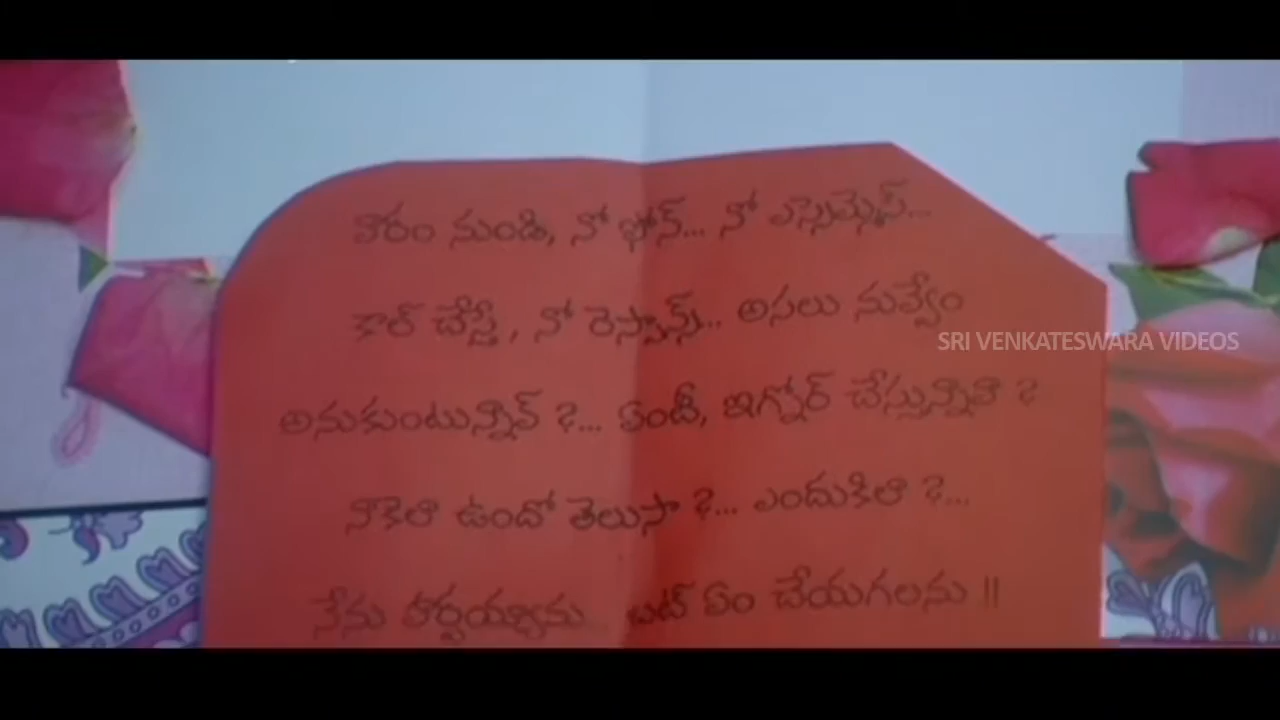 వారం నుండి, నో ఫోన్... నో ఎస్సెమ్మెస్...
కాల్ చేస్తే, నో రెస్పాన్స్.. అసలు నువ్వేం
SRI VENKATESWARA VIDEOS
అనుకుంటున్నావ్ ?... ఏంటీ, ఇగ్నోర్ చేస్తున్నావా ?
నాకెలా ఉందో తెలుసా ?... ఎందుకిలా ?...
నేను హర్టయ్యాను బట్ ఏం చేయగలను !!